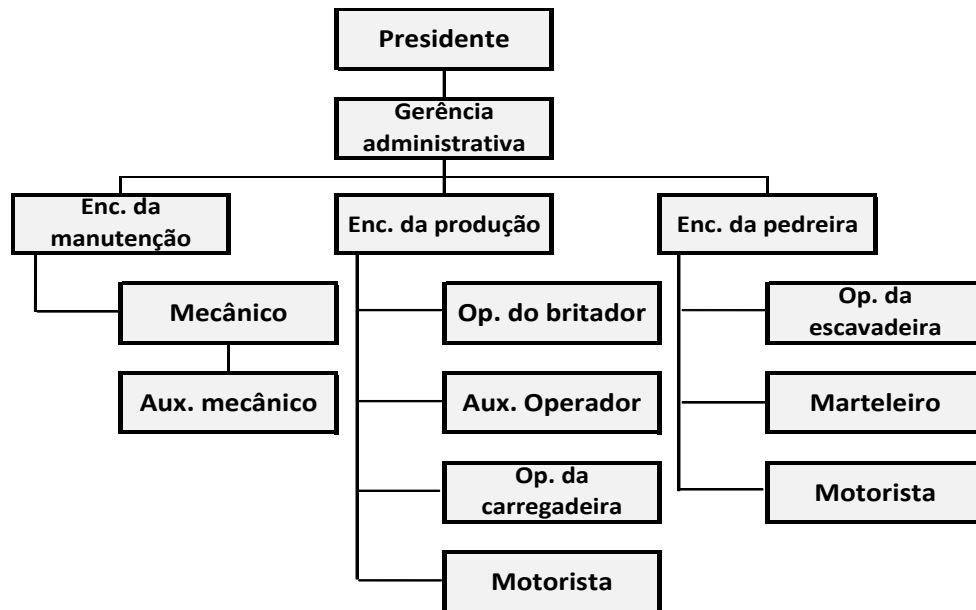 Presidente
Gerência
administrativa
Enc. da
manutenção
Enc. da produção
Enc. da pedreira
Mecânico
Op. do britador
Op. da
escavadeira
Aux. mecânico
Aux. Operador
Marteleiro
Op. da
carregadeira
Motorista
Motorista